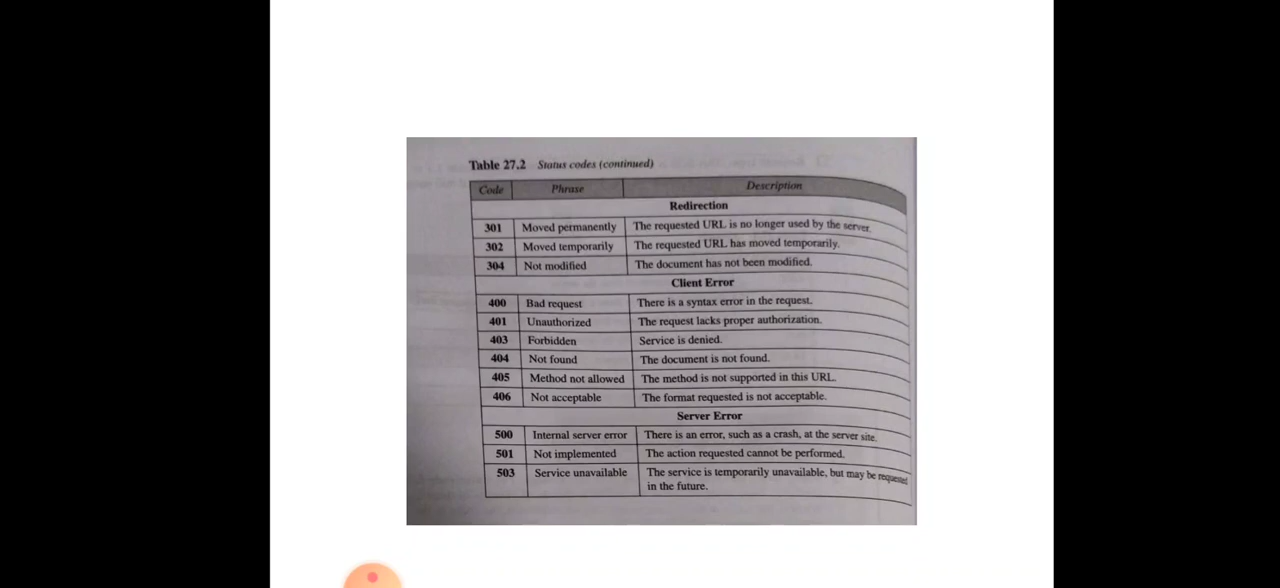 Table 27.2 Status codes (continued)
Code Phrase Description
Redirection
301 Moved permanently The requested URL is no longer used by the server.
302 Moved temporarily The requested URL has moved temporarily.
304 Not modified The document has not been modified.
Client Error
400 Bad request There is a syntax error in the request.
401 Unauthorized The request lacks proper authorization.
403 Forbidden Service is denied.
404 Not found The document is not found.
405 Method not allowed The method is not supported in this URL.
406 Not acceptable The format requested is not acceptable.
Server Error
500 Internal server error There is an error, such as a crash, at the server site.
501 Not implemented The action requested cannot be performed.
503 Service unavailable The service is temporarily unavailable, but may be requested
in the future.